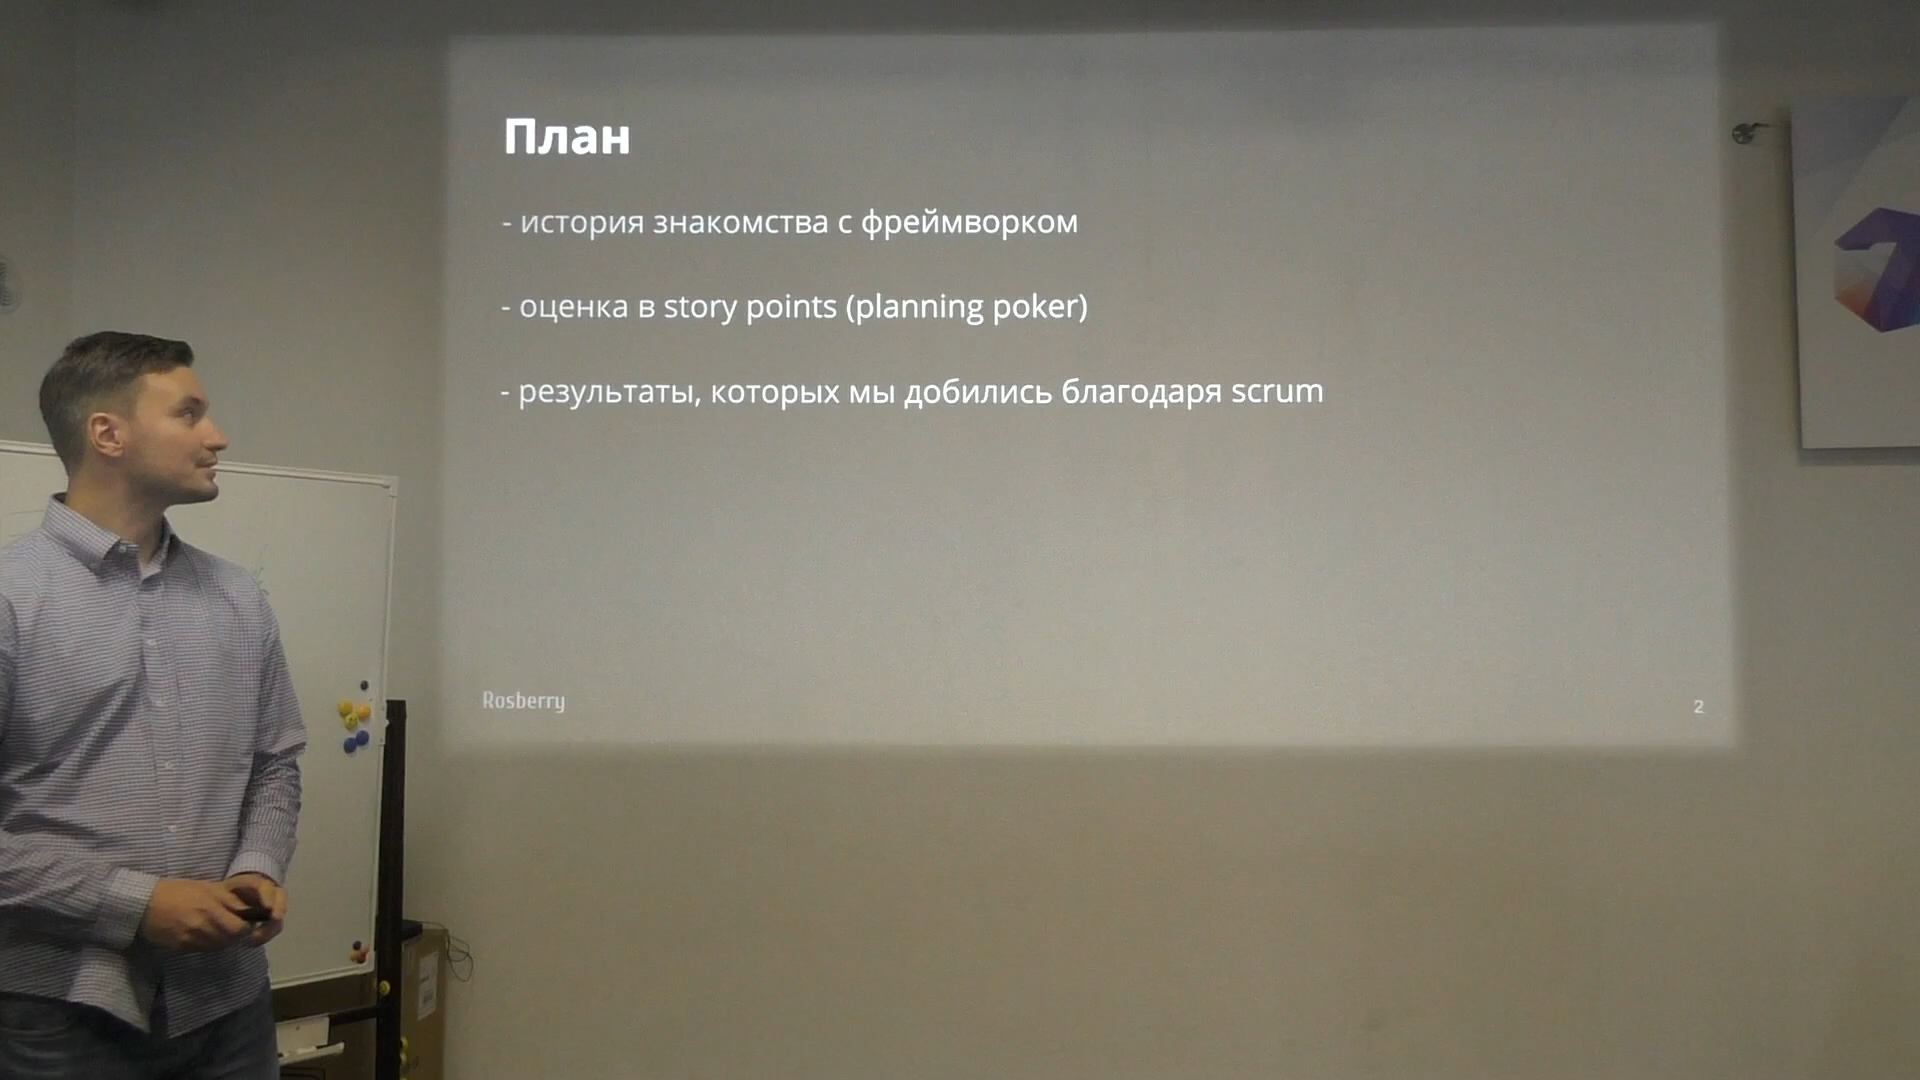 План
- история знакомства с фреймворком
- оценка в story points (planning poker)
- результаты, которых мы добились благодаря scrum
Rosberry
2